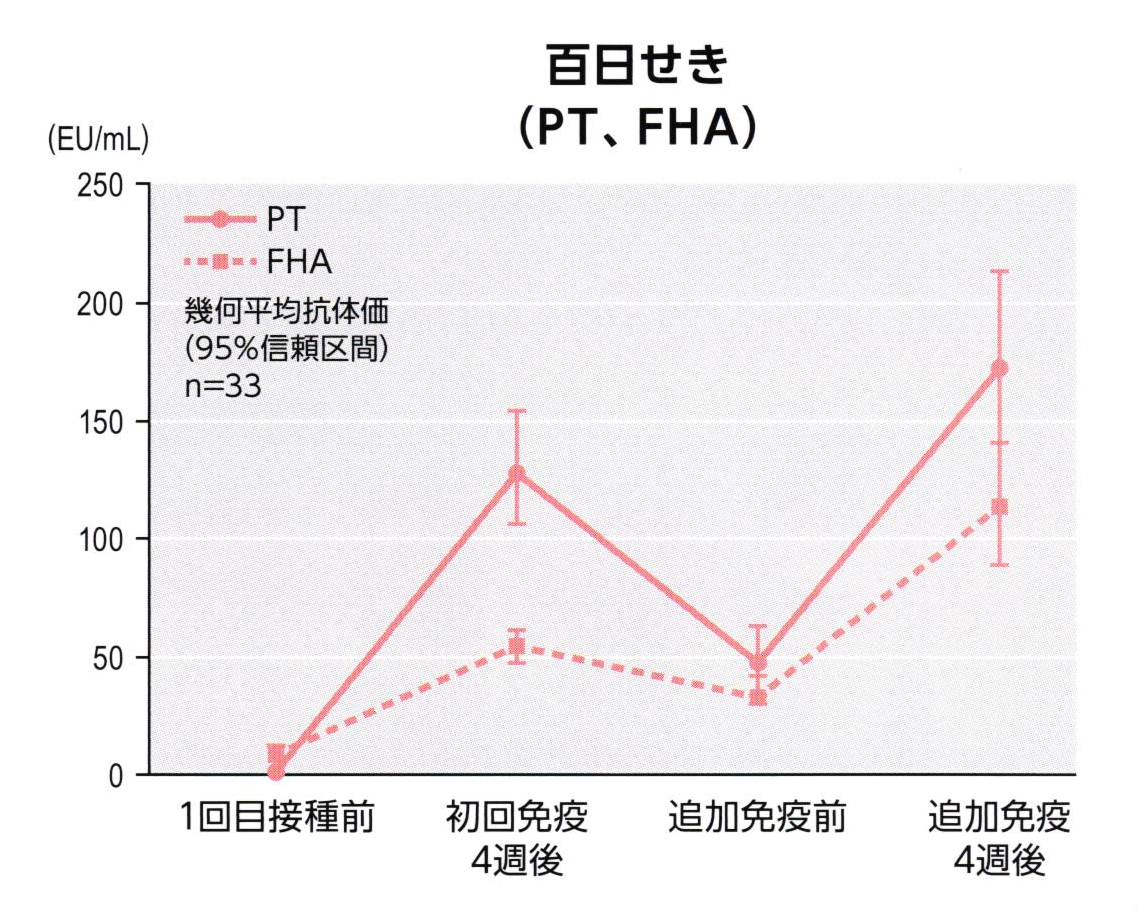 百日せき
(PT、FHA)
(EU/mL)
250
200
150
100
50
0
PT
FHA
幾何平均抗体価
(95%信頼区間)
n=33
1回目接種前
初回免疫
4週後
追加免疫前
追加免疫
4週後